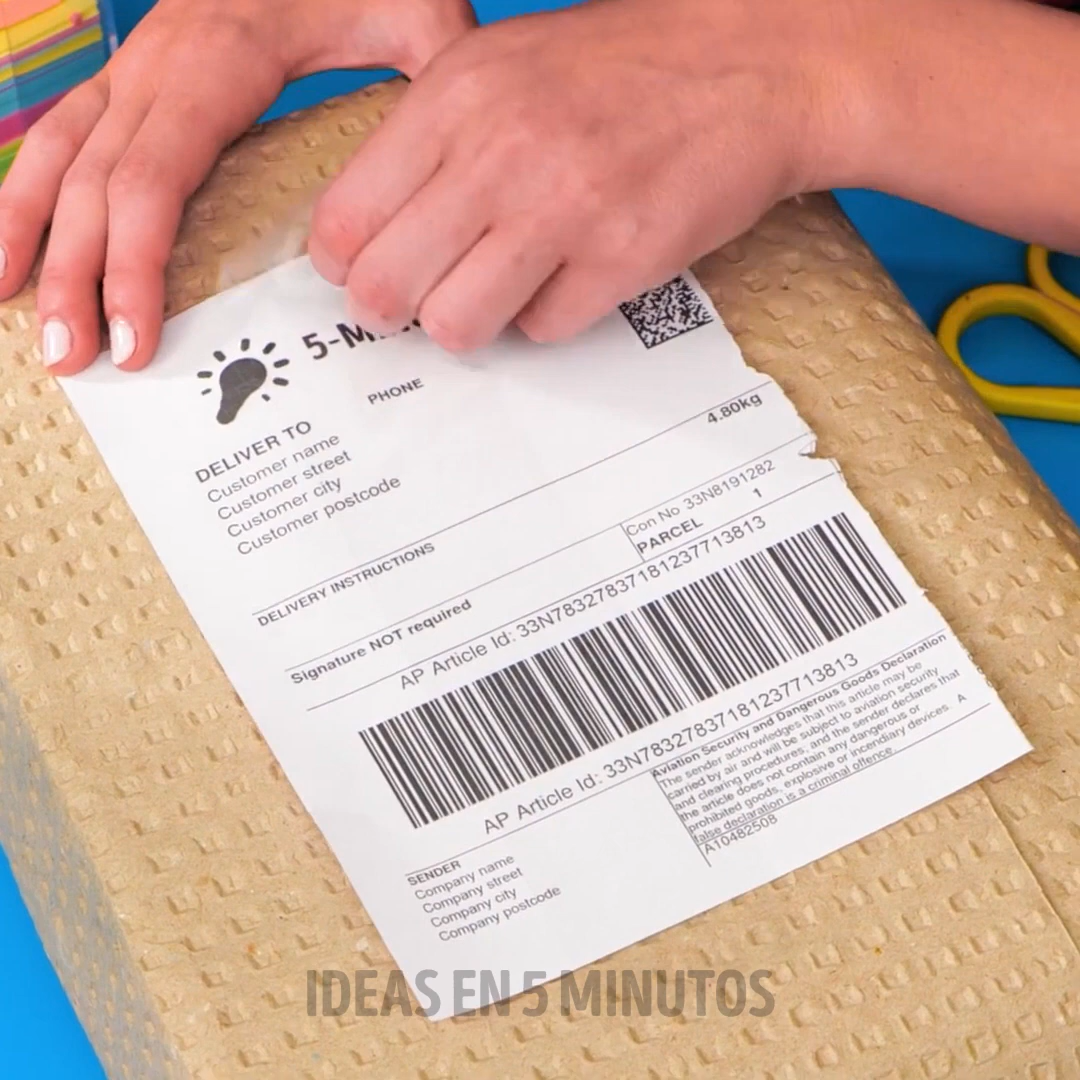 5-M
PHONE
DELIVER TO
Customer name
Customer street
Customer city
Customer postcode
4.80kg
DELIVERY INSTRUCTIONS
Con No 33N8191282
PARCEL 1
Signature NOT required
AP Article Id: 33N78327837181237713813
AP Article Id: 33N78327837181237713813
Aviation Security and Dangerous Goods Declaration
The sender acknowledges that this article may be
carried by air and will be subject to aviation security
and clearing procedures, and the sender declares that
the article does not contain any dangerous or
prohibited goods, explosive or incendiary devices A
false declaration is a criminal offence.
A10482508
SENDER
Company name
Company street
Company city
Company postcode
IDEAS EN 5 MINUTOS